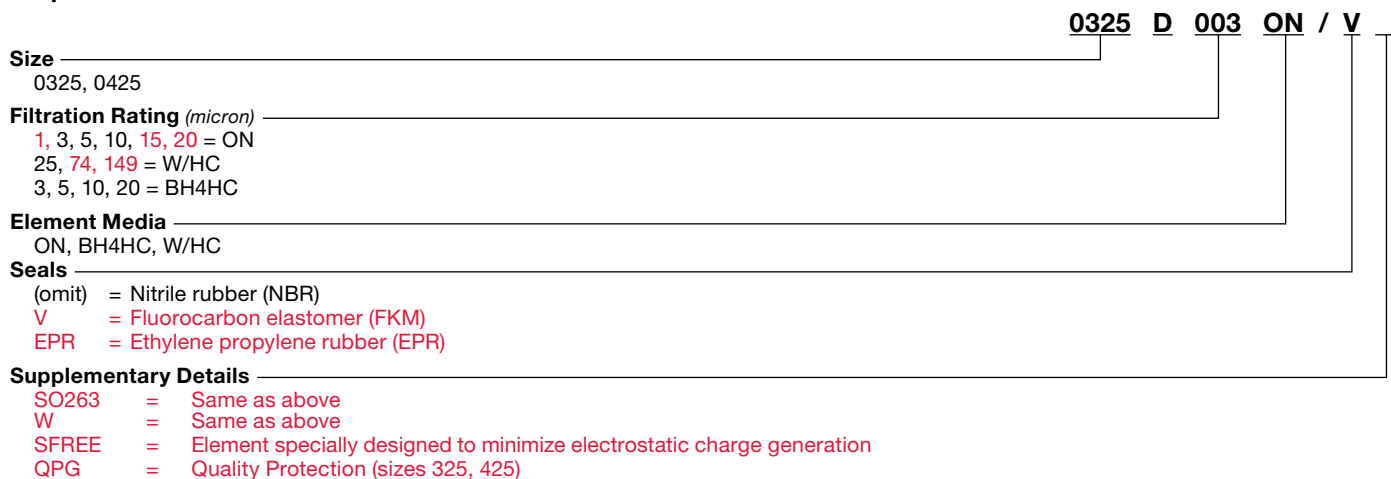 0325 D 003 ON / V
Size
0325, 0425
Filtration Rating (micron)
1, 3, 5, 10, 15, 20 = ON
25, 74, 149 = W/HC
3, 5, 10, 20 = BH4HC
Element Media
ON, BH4HC, W/HC
Seals
(omit) = Nitrile rubber (NBR)
V = Fluorocarbon elastomer (FKM)
EPR = Ethylene propylene rubber (EPR)
Supplementary Details
SO263 = Same as above
W = Same as above
SFREE = Element specially designed to minimize electrostatic charge generation
QPG = Quality Protection (sizes 325, 425)